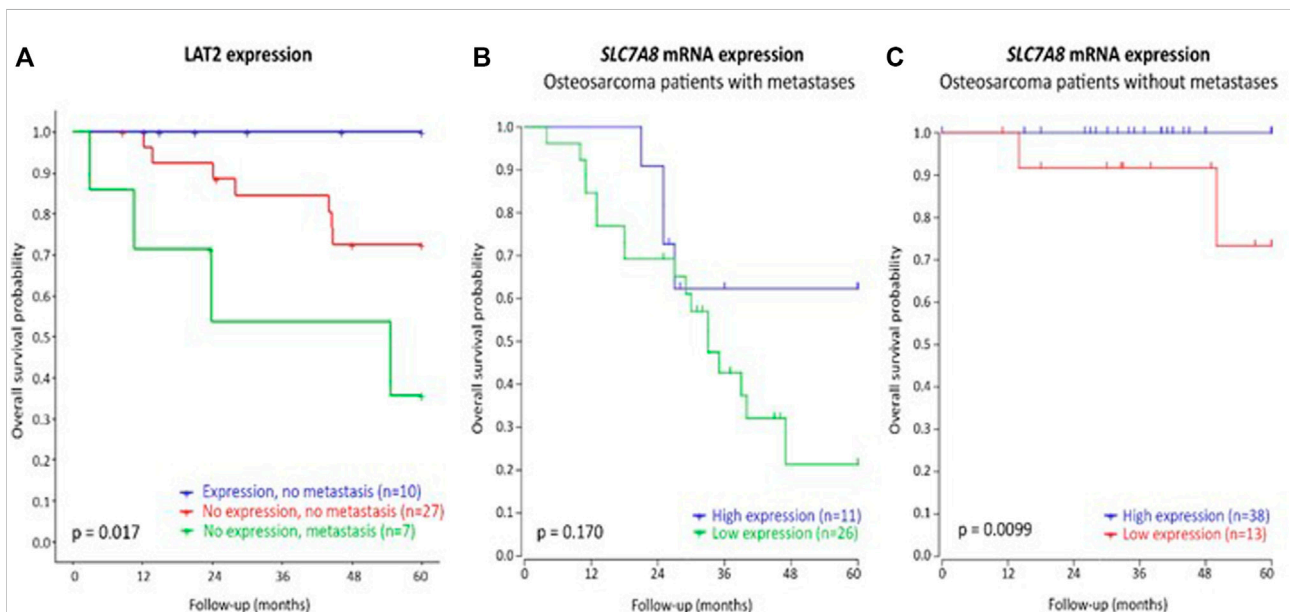 A
LAT2 expression
Overall survival probability
1.0
0.9
0.8
0.7
0.6
0.5
0.4
0.3
0.2
0.1
0.0
Expression, no metastasis (n=10)
No expression, no metastasis (n=27)
No expression, metastasis (n=7)
p = 0.017
0 12 24 36 48 60
Follow-up (months)
B
SLC7A8 mRNA expression
Osteosarcoma patients with metastases
Overall survival probability
1.0
0.9
0.8
0.7
0.6
0.5
0.4
0.3
0.2
0.1
0.0
High expression (n=11)
Low expression (n=26)
p = 0.170
0 12 24 36 48 60
Follow-up (months)
C
SLC7A8 mRNA expression
Osteosarcoma patients without metastases
Overall survival probability
1.0
0.9
0.8
0.7
0.6
0.5
0.4
0.3
0.2
0.1
0.0
High expression (n=38)
Low expression (n=13)
p = 0.0099
0 12 24 36 48 60
Follow-up (months)